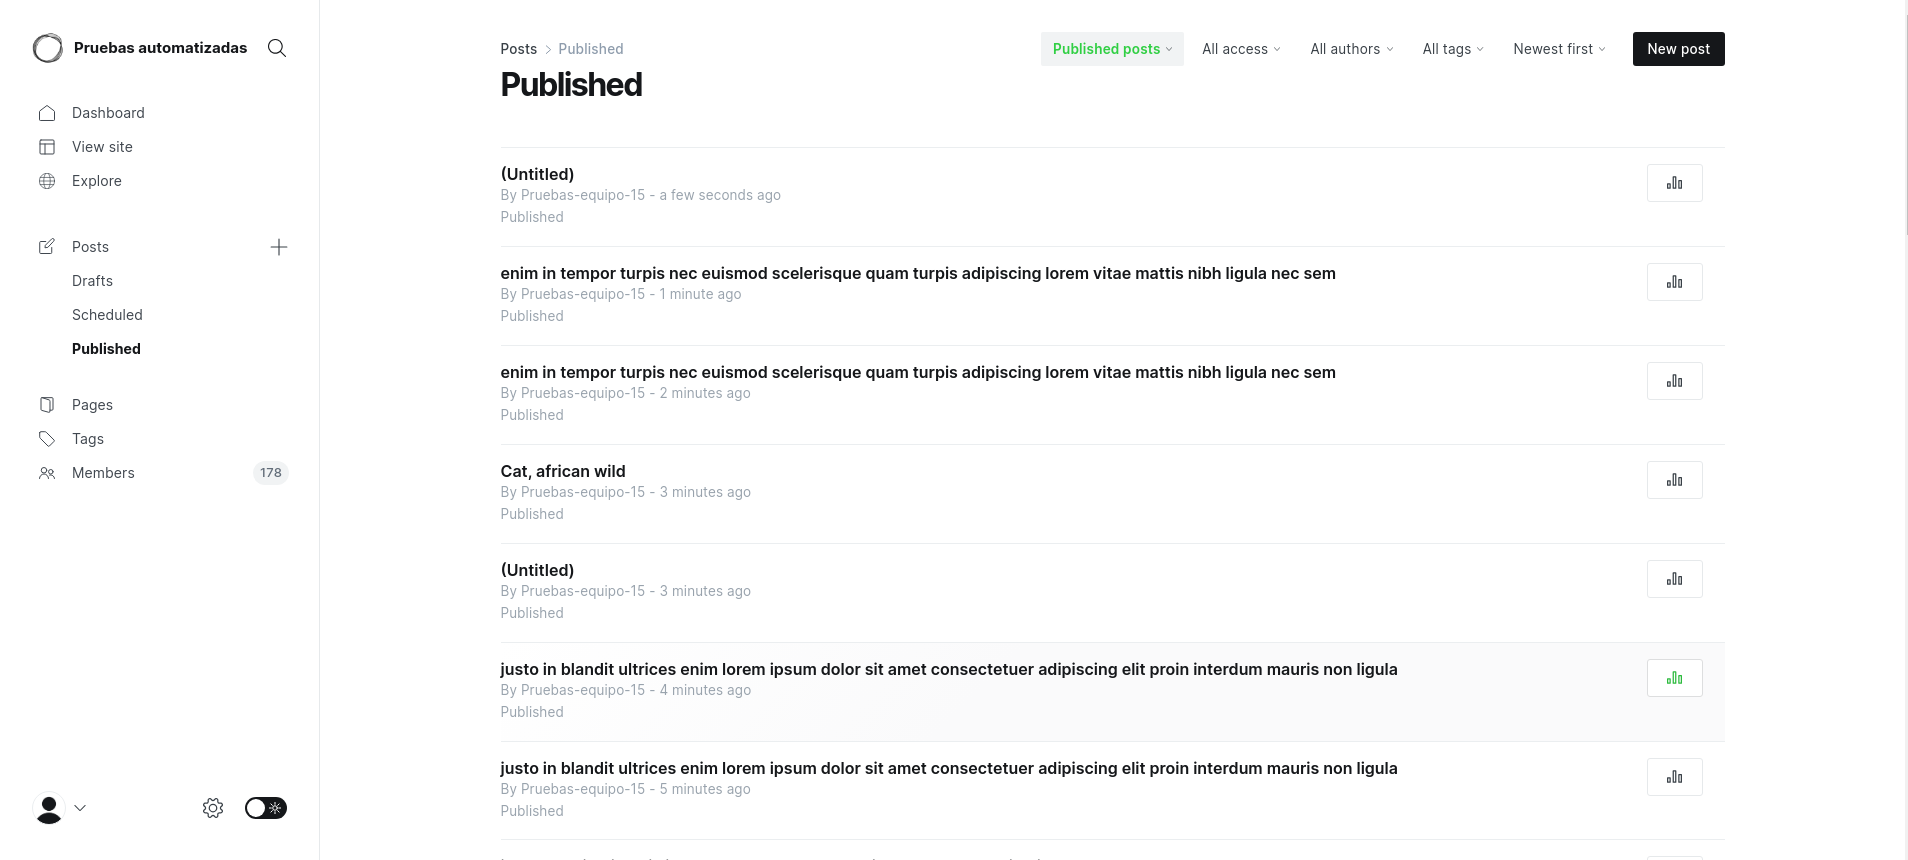 Pruebas automatizadas
Dashboard
View site
Explore
Posts
Drafts
Scheduled
Published
Pages
Tags
Members 178
Posts > Published
Published
Published posts All access All authors All tags Newest first New post
(Untitled)
By Pruebas-equipo-15 - a few seconds ago
Published
enim in tempor turpis nec euismod scelerisque quam turpis adipiscing lorem vitae mattis nibh ligula nec sem
By Pruebas-equipo-15 - 1 minute ago
Published
enim in tempor turpis nec euismod scelerisque quam turpis adipiscing lorem vitae mattis nibh ligula nec sem
By Pruebas-equipo-15 - 2 minutes ago
Published
Cat, african wild
By Pruebas-equipo-15 - 3 minutes ago
Published
(Untitled)
By Pruebas-equipo-15 - 3 minutes ago
Published
justo in blandit ultrices enim lorem ipsum dolor sit amet consectetuer adipiscing elit proin interdum mauris non ligula
By Pruebas-equipo-15 - 4 minutes ago
Published
justo in blandit ultrices enim lorem ipsum dolor sit amet consectetuer adipiscing elit proin interdum mauris non ligula
By Pruebas-equipo-15 - 5 minutes ago
Published